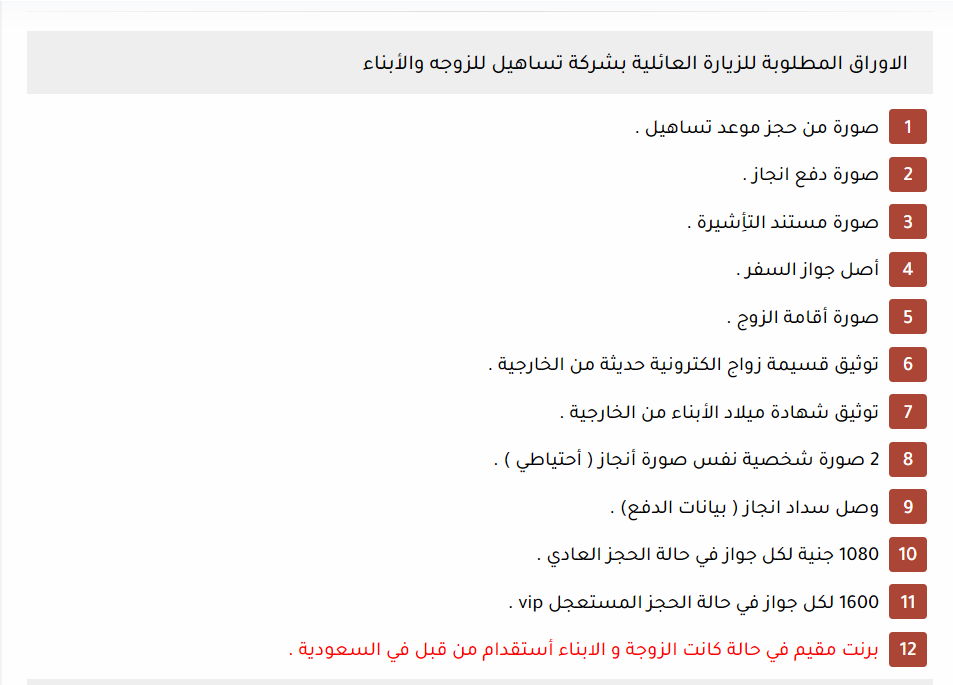 الاوراق المطلوبة للزيارة العائلية بشركة تساهيل للزوجه والأبناء
1 صورة من حجز موعد تساهيل .
2 صورة دفع انجاز .
3 صورة مستند التأشيرة .
4 أصل جواز السفر .
5 صورة أقامة الزوج .
6 توثيق قسيمة زواج الكترونية حديثة من الخارجية .
7 توثيق شهادة ميلاد الأبناء من الخارجية .
8 2 صورة شخصية نفس صورة أنجاز ( أحتياطي ) .
9 وصل سداد انجاز ( بيانات الدفع) .
10 1080 جنية لكل جواز في حالة الحجز العادي .
11 1600 لكل جواز في حالة الحجز المستعجل vip .
12 برنت مقيم في حالة كانت الزوجة و الابناء أستقدام من قبل في السعودية .